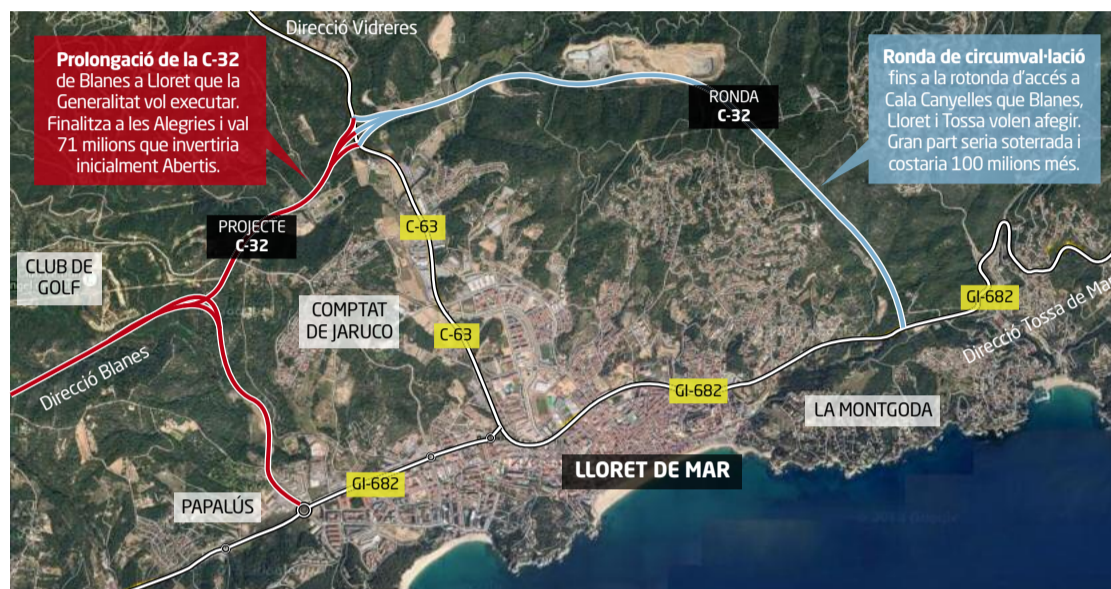 Direcció Vidreres
Prolongació de la C-32
de Blanes a Lloret que la
Generalitat vol executar.
Finalitza a les Alegries i val
71 milions que invertiria
inicialment Abertis.
Ronda de circumval·lació
fins a la rotonda d'accés a
Cala Canyelles que Blanes,
Lloret i Tossa volen afegir.
Gran part seria soterrada i
costaria 100 milions més.
RONDA
C-32
PROJECTE
C-32
C-63
CLUB DE
GOLF
COMPTAT
DE JARUCO
C-63
GI-682
Direcció Tossa de Mar
Direcció Blanes
GI-682
LA MONTGODA
LLORET DE MAR
GI-682
PAPALÚS